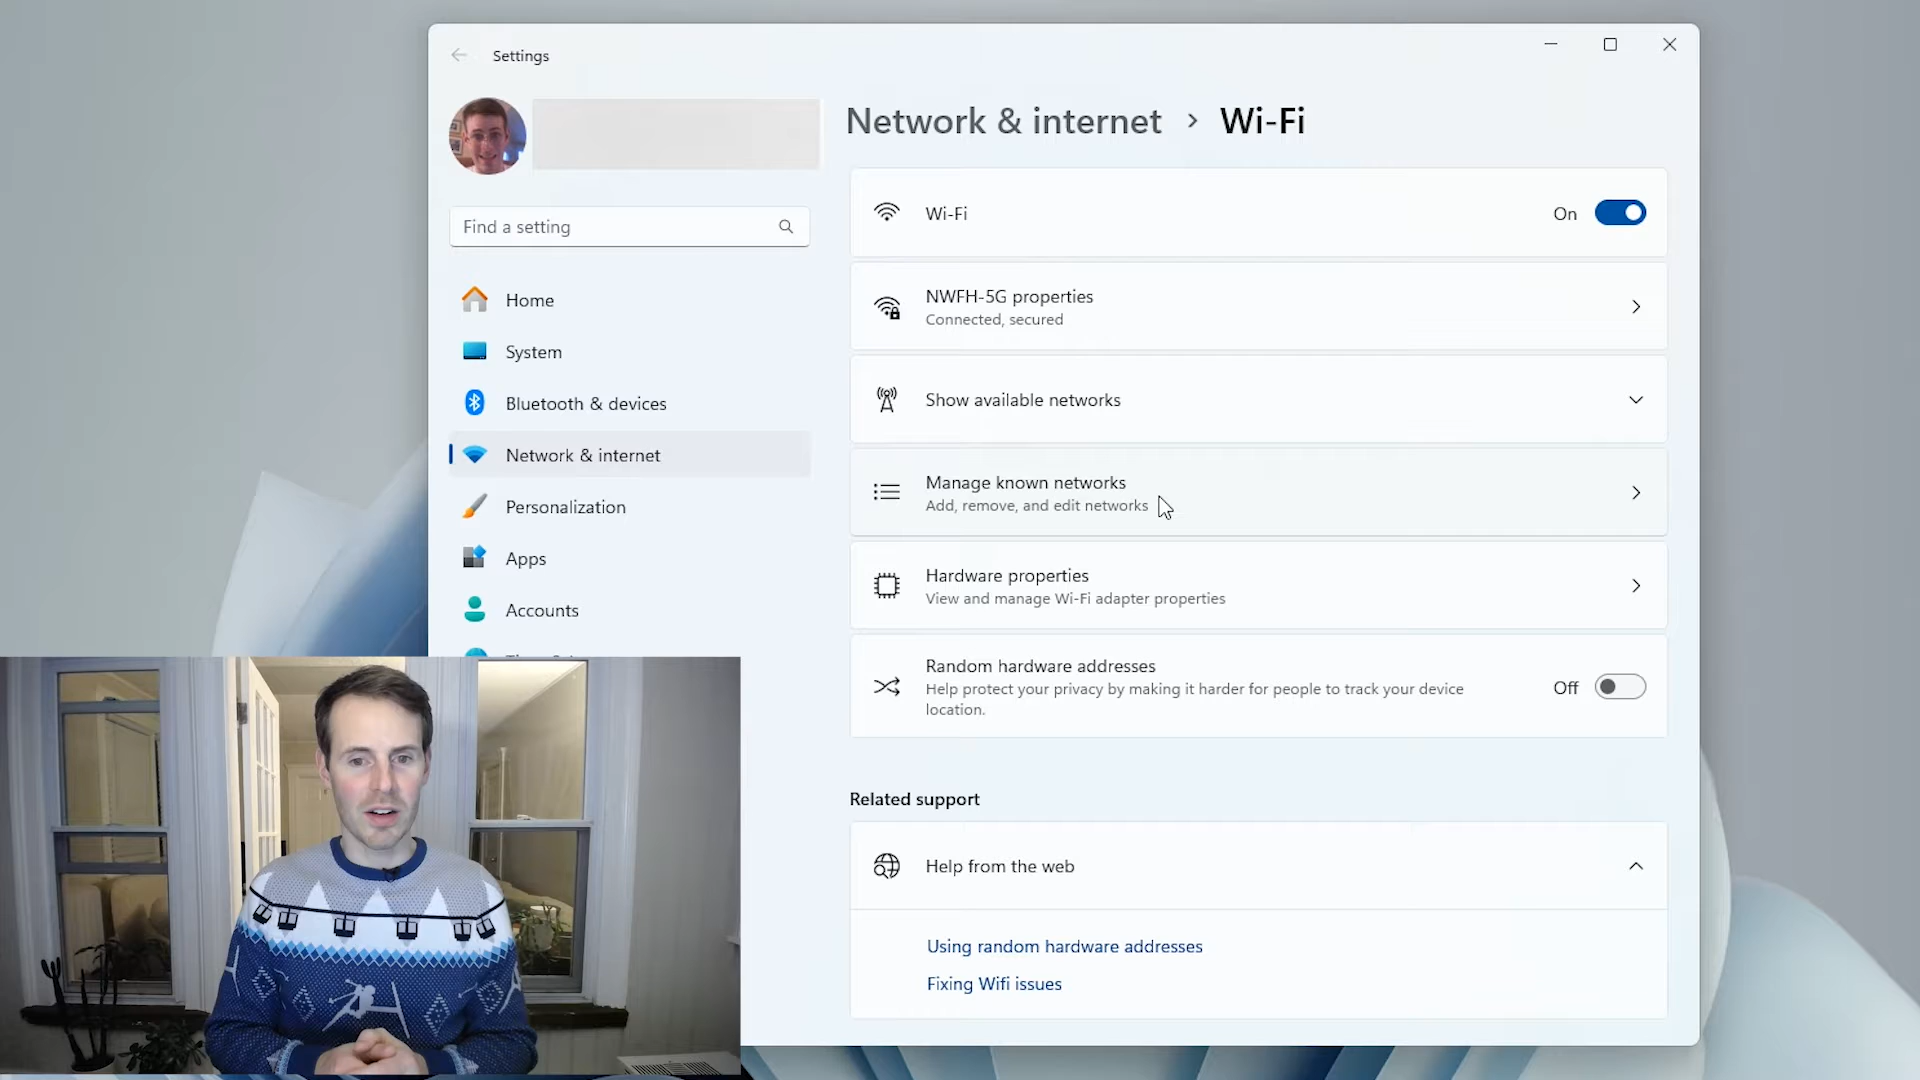 Settings
Find a setting
Home
System
Bluetooth & devices
Network & internet
Personalization
Apps
Accounts
Network & internet > Wi-Fi
Wi-Fi
On
NWFH-5G properties
Connected, secured
Show available networks
Manage known networks
Add, remove, and edit networks
Hardware properties
View and manage Wi-Fi adapter properties
Random hardware addresses
Help protect your privacy by making it harder for people to track your device
location.
Off
Related support
Help from the web
Using random hardware addresses
Fixing Wifi issues